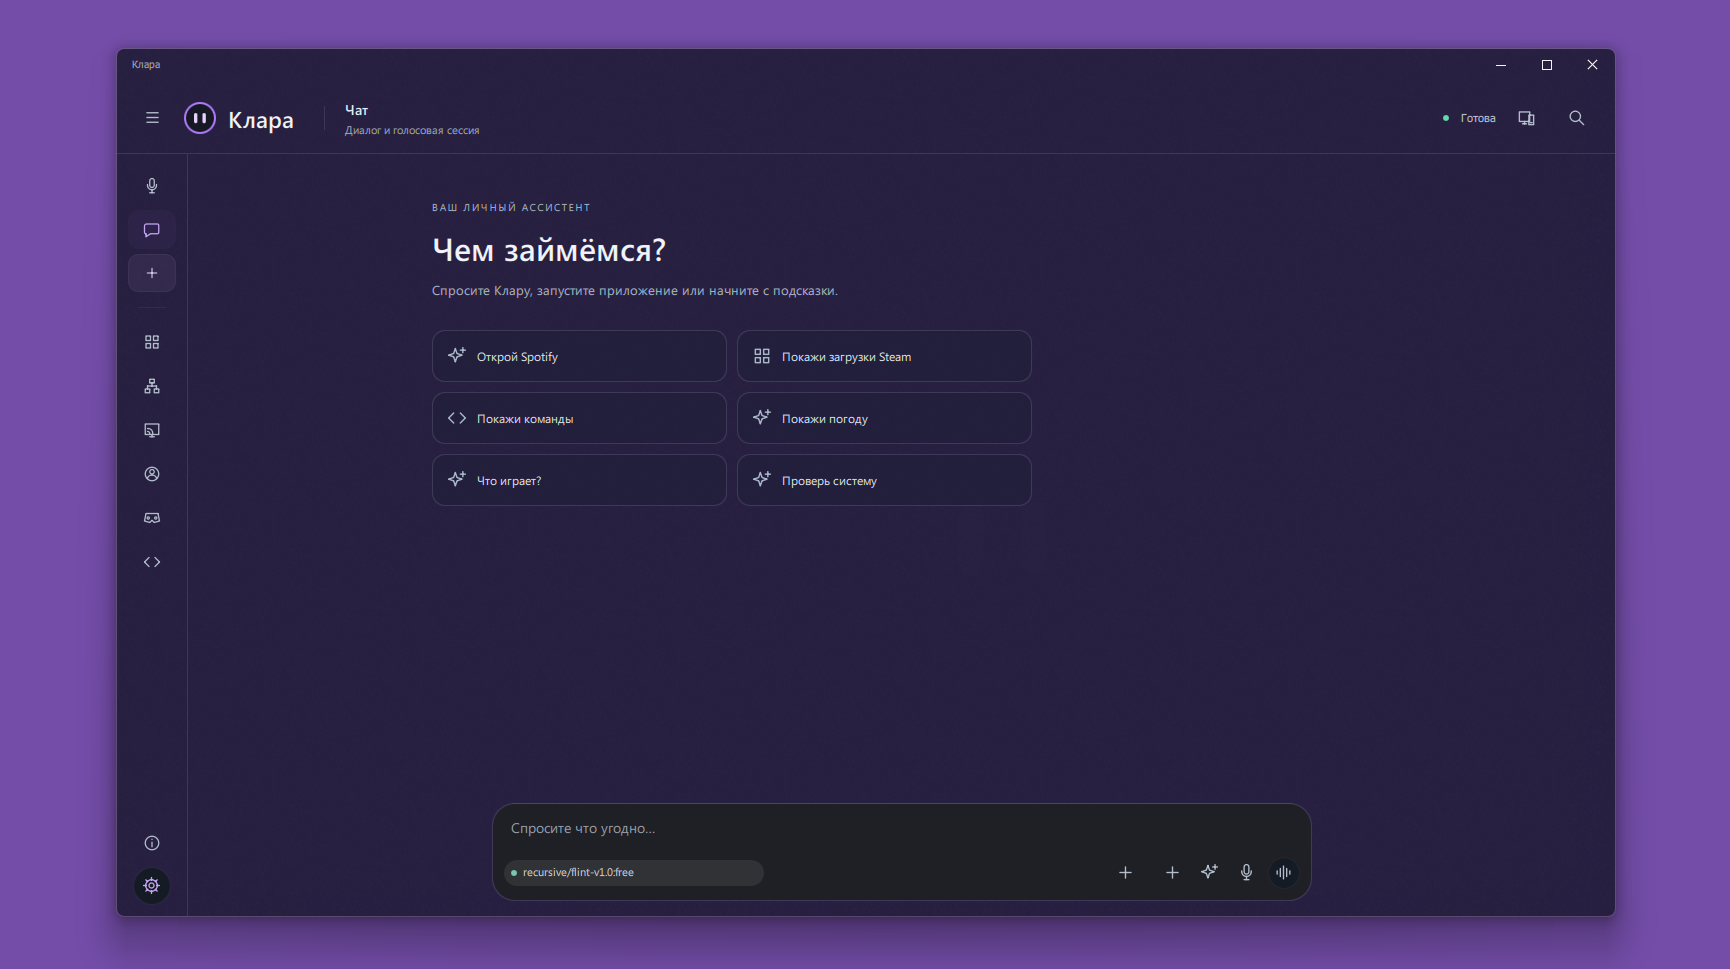 Клара
Клара
Чат
Диалог и голосовая сессия
Готова
ВАШ ЛИЧНЫЙ АССИСТЕНТ
Чем займёмся?
Спросите Клару, запустите приложение или начните с подсказки.
Открой Spotify
Покажи загрузки Steam
Покажи команды
Покажи погоду
Что играет?
Проверь систему
Спросите что угодно...
recursive/flint-v1.0:free